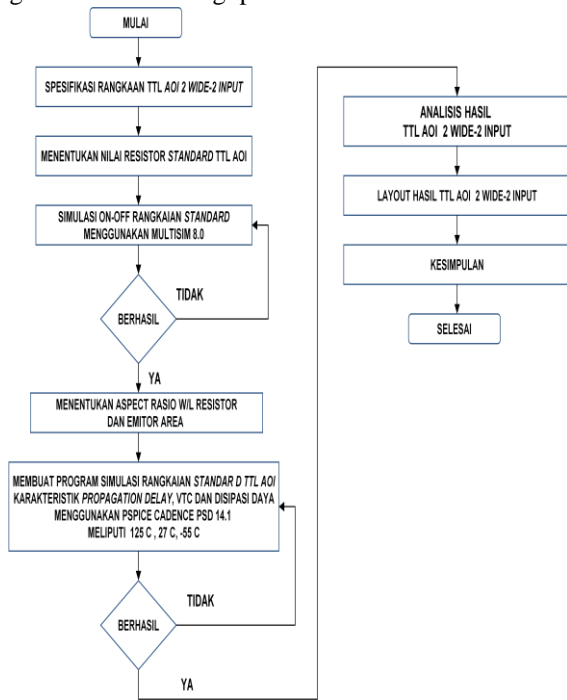 MULAI
SPESIFIKASI RANGKAAN TTL AOI 2 WIDE-2 INPUT
MENENTUKAN NILAI RESISTOR STANDARD TTL AOI
SIMULASI ON-OFF RANGKAIAN STANDARD
MENGGUNAKAN MULTISIM 8.0
TIDAK
BERHASIL
YA
MENENTUKAN ASPECT RASIO W/L RESISTOR
DAN EMITOR AREA
MEMBUAT PROGRAM SIMULASI RANGKAIAN STANDAR D TTL AOI
KARAKTERISTIK PROPAGATION DELAY, VTC DAN DISIPASI DAYA
MENGGUNAKAN PSPICE CADENCE PSD 14.1
MELIPUTI 125 C , 27 C, -55 C
TIDAK
BERHASIL
YA
ANALISIS HASIL
TTL AOI 2 WIDE-2 INPUT
LAYOUT HASIL TTL AOI 2 WIDE-2 INPUT
KESIMPULAN
SELESAI